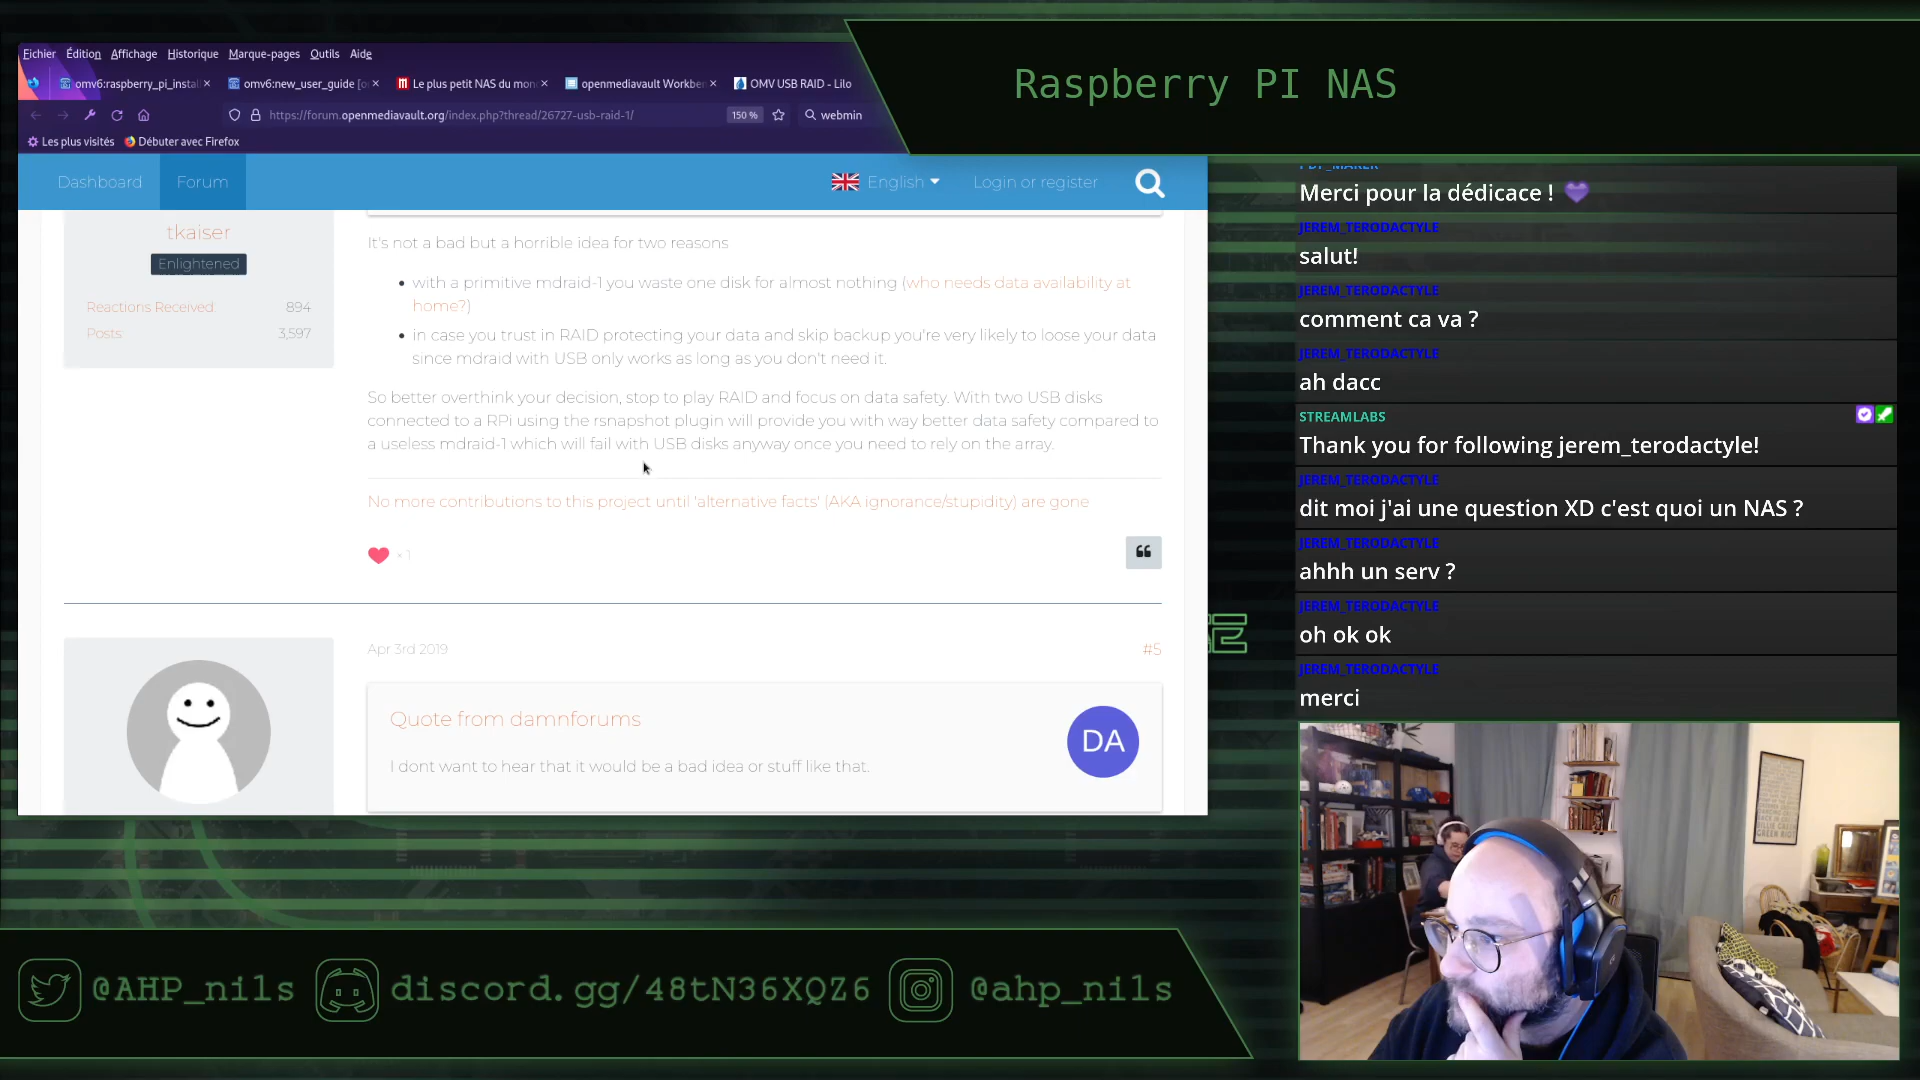 Fichier Édition Affichage Historique Marque-pages Outils Aide
omv6:raspberry_pi_instal × omv6:new_user_guide [o × Le plus petit NAS du mon × openmediavault Workbe × OMV USB RAID - Lilo
https://forum.openmediavault.org/index.php?thread/26727-usb-raid-1/ 150 % webmin
Les plus visités Débuter avec Firefox
Raspberry PI NAS
Dashboard Forum English Login or register
tkaiser
Enlightened
Reactions Received: 894
Posts: 3,597
It's not a bad but a horrible idea for two reasons
• with a primitive mdraid-1 you waste one disk for almost nothing (who needs data availability at
home?)
• in case you trust in RAID protecting your data and skip backup you're very likely to loose your data
since mdraid with USB only works as long as you don't need it.
So better overthink your decision, stop to play RAID and focus on data safety. With two USB disks
connected to a RPi using the rsnapshot plugin will provide you with way better data safety compared to
a useless mdraid-1 which will fail with USB disks anyway once you need to rely on the array.
No more contributions to this project until 'alternative facts' (AKA ignorance/stupidity) are gone
× 1
Apr 3rd 2019 #5
Quote from damnforums
DA
I dont want to hear that it would be a bad idea or stuff like that.
Merci pour la dédicace !
JEREM_TERODACTYLE
salut!
JEREM_TERODACTYLE
comment ca va ?
JEREM_TERODACTYLE
ah dacc
STREAMLABS
Thank you for following jerem_terodactyle!
JEREM_TERODACTYLE
dit moi j'ai une question XD c'est quoi un NAS ?
JEREM_TERODACTYLE
ahhh un serv ?
JEREM_TERODACTYLE
oh ok ok
JEREM_TERODACTYLE
merci
@AHP_nils discord.gg/48tN36XQZ6 @ahp_nils